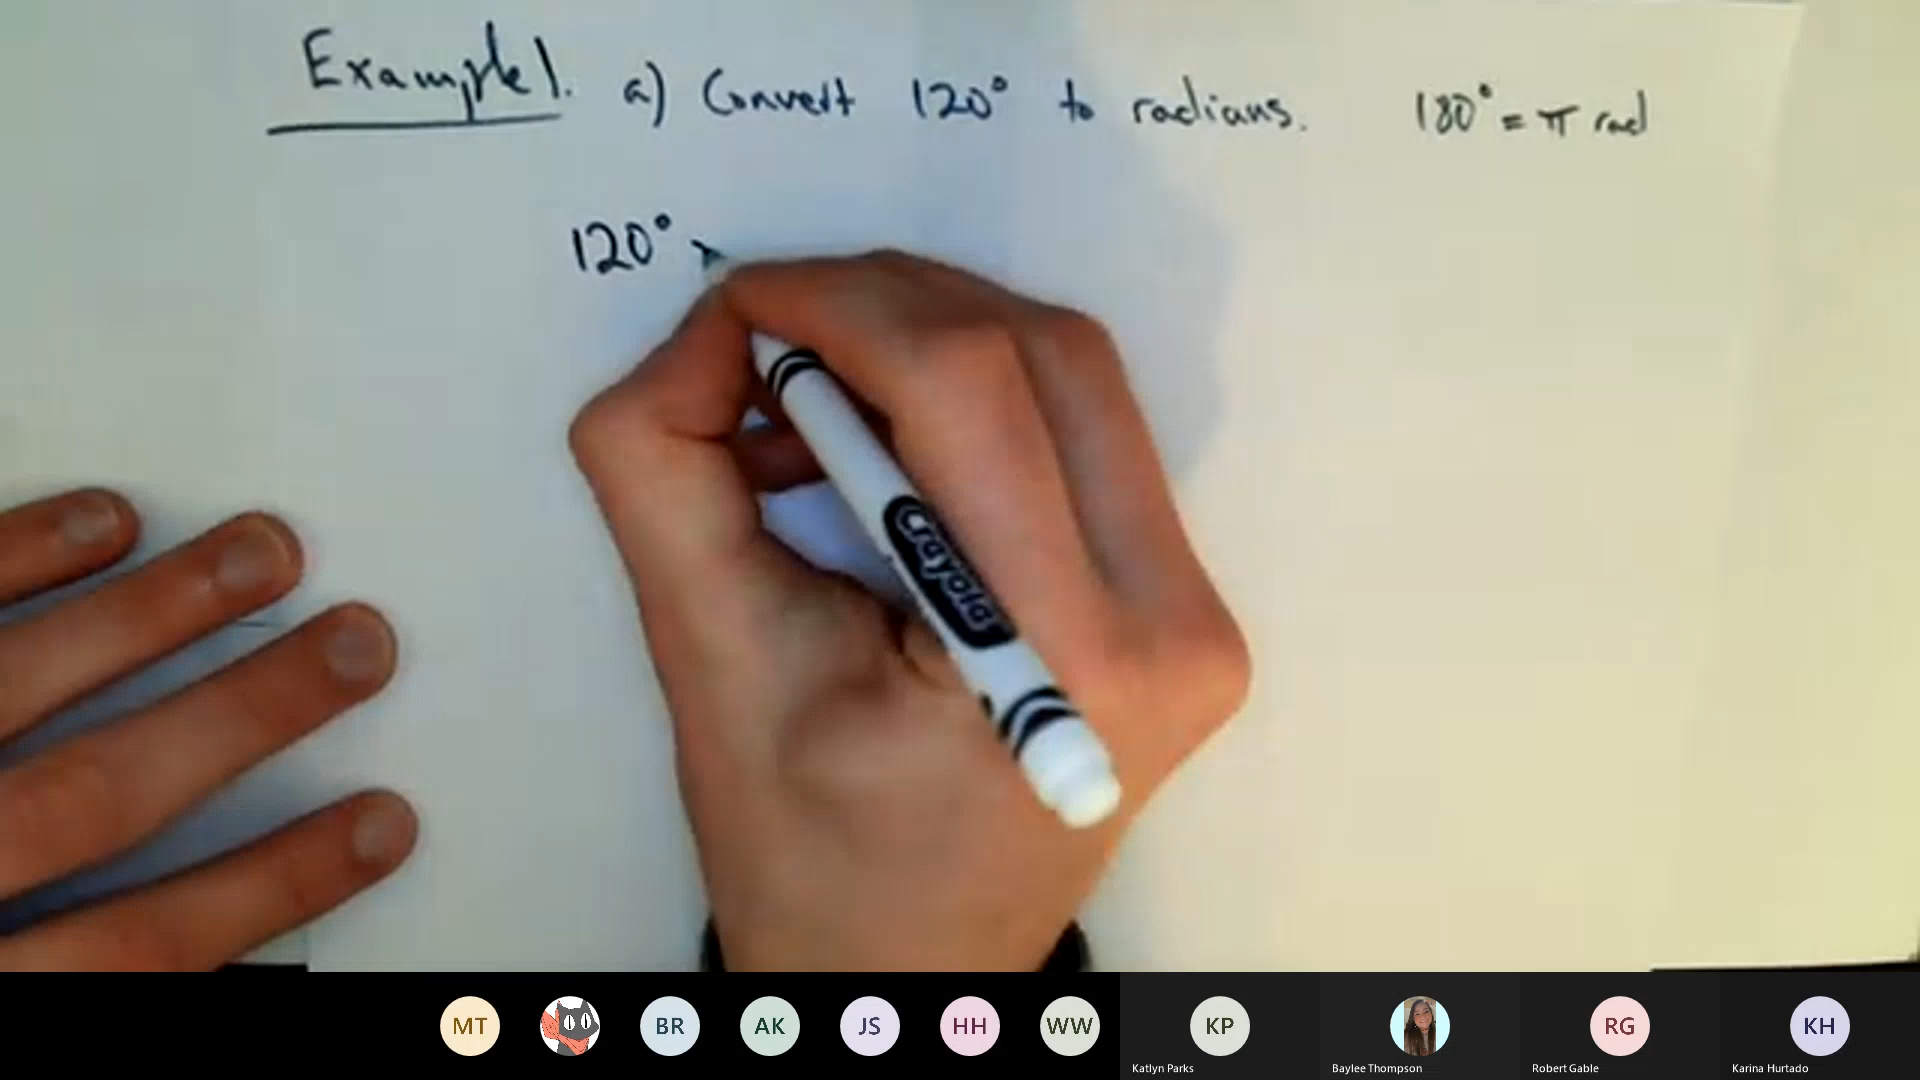 Example 1. a) Convert 120° to radians. 180° = π rad
120° x
Crayola
MT BR AK JS HH WW KP RG KH
Katlyn Parks Baylee Thompson Robert Gable Karina Hurtado